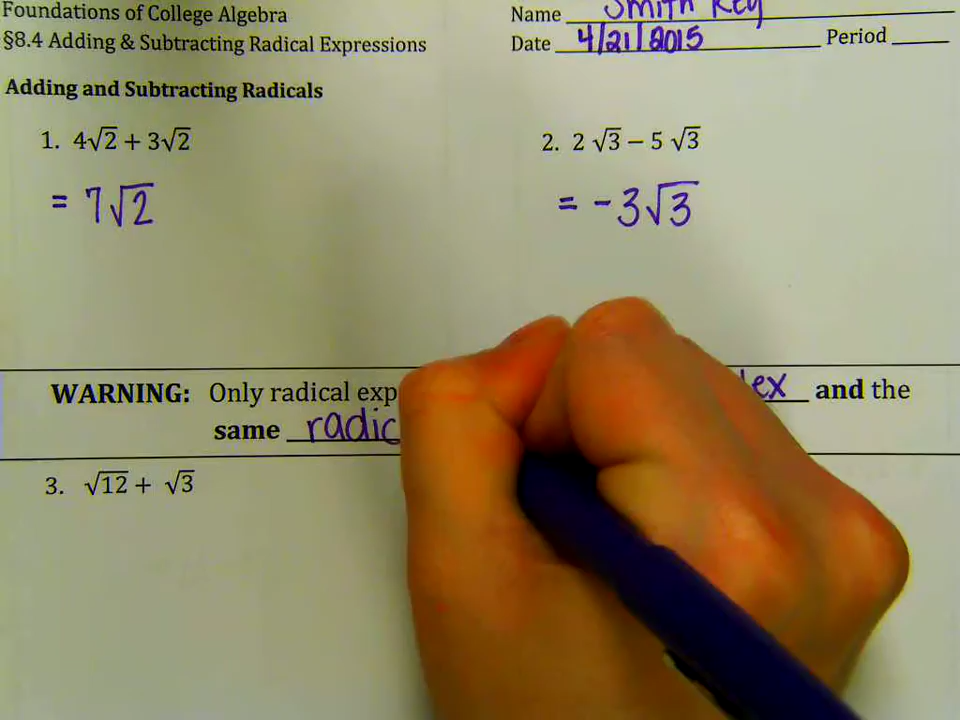 Foundations of College Algebra
§8.4 Adding & Subtracting Radical Expressions
Name Smith Key
Date 4/21/2015 Period
Adding and Subtracting Radicals
1. 4√2 + 3√2
= 7√2
2. 2 √3 − 5 √3
= -3√3
WARNING: Only radical exp dex and the
same radic
3. √12 + √3